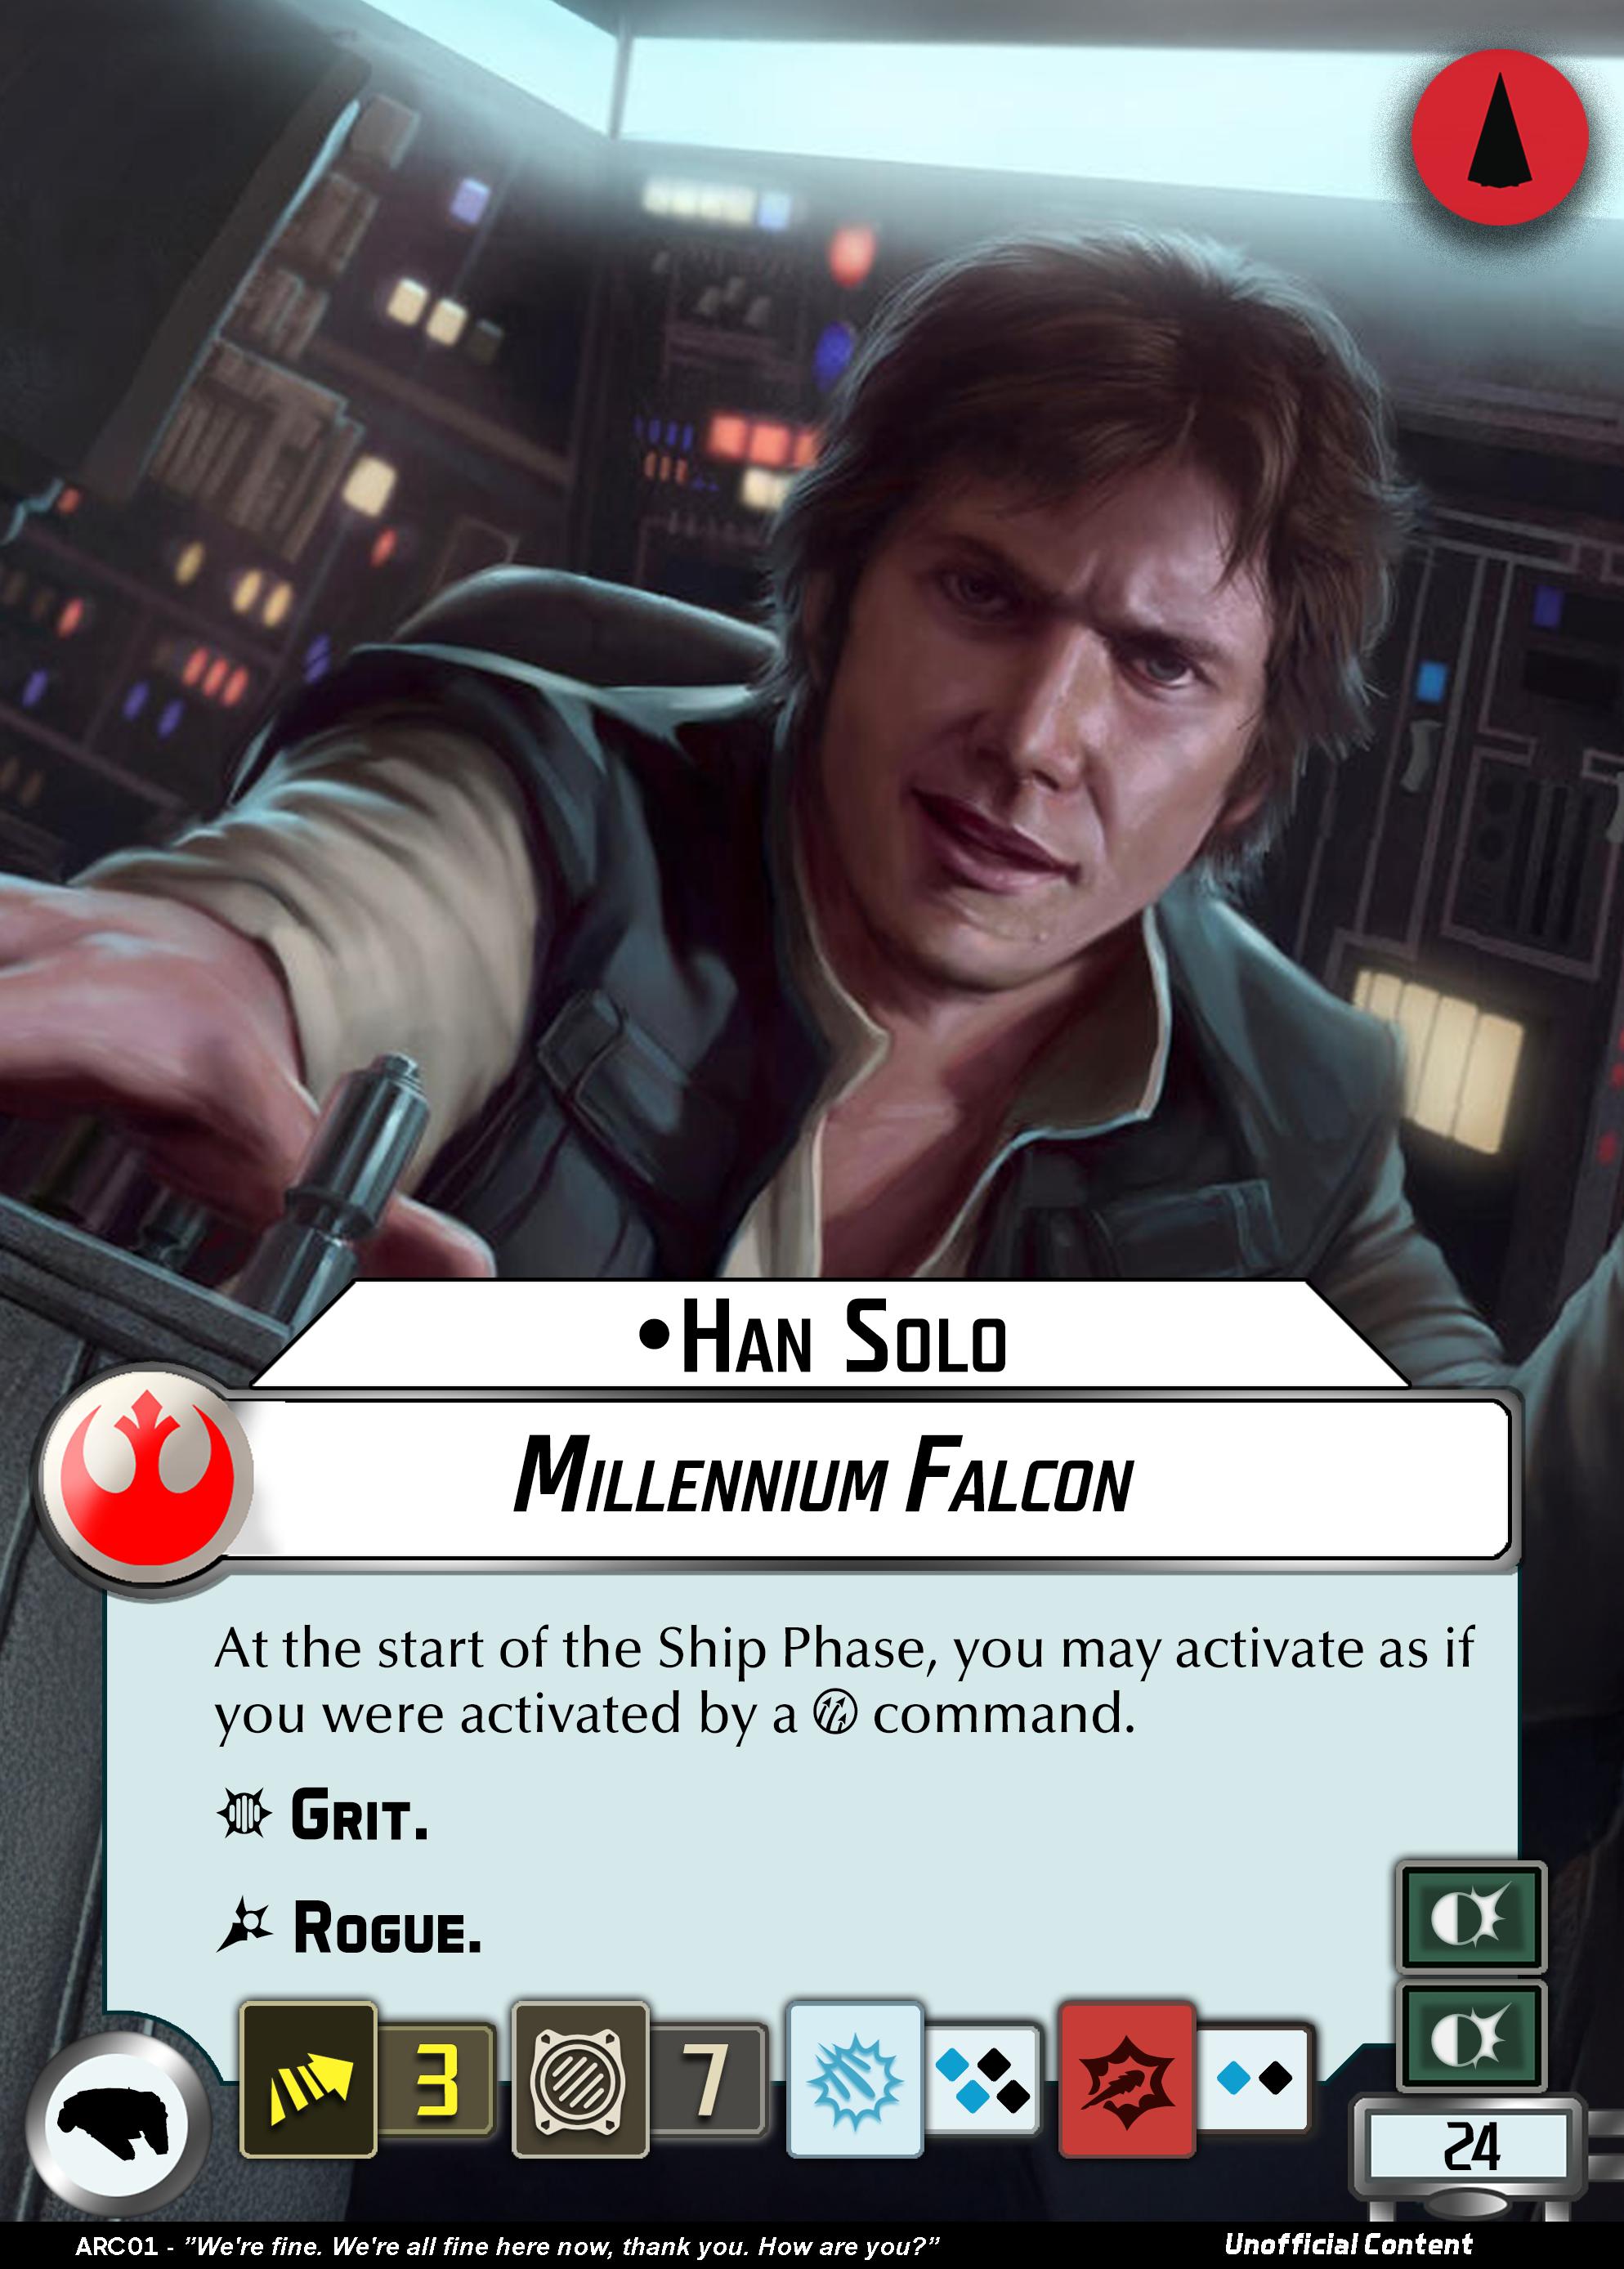 •Han Solo
Millennium Falcon
At the start of the Ship Phase, you may activate as if
you were activated by a command.
Grit.
Rogue.
3
7
24
ARC01 - "We're fine. We're all fine here now, thank you. How are you?"
Unofficial Content